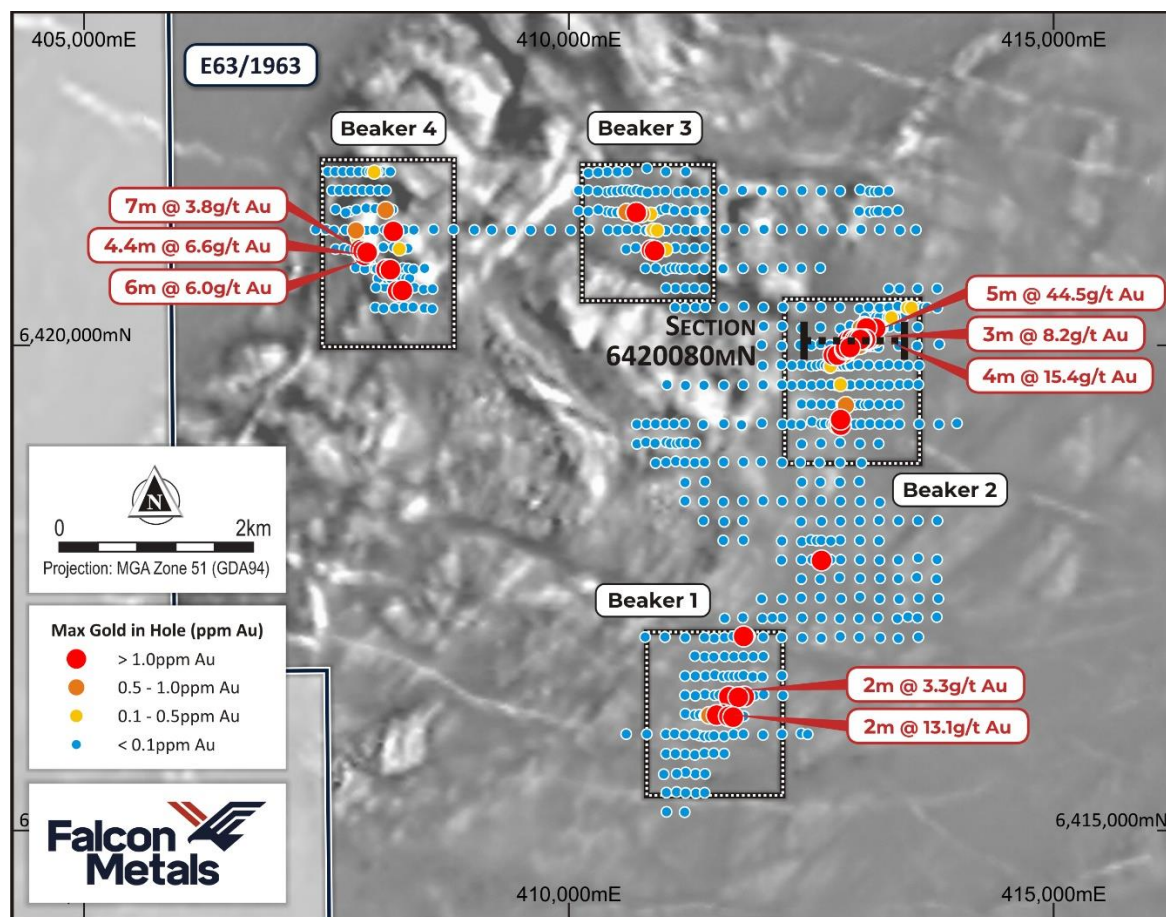 405,000mE
410,000mE
415,000mE
E63/1963
Beaker 4
Beaker 3
7m @ 3.8g/t Au
4.4m @ 6.6g/t Au
6m @ 6.0g/t Au
5m @ 44.5g/t Au
3m @ 8.2g/t Au
4m @ 15.4g/t Au
6,420,000mN
SECTION
6420080MN
Beaker 2
N
0 2km
Projection: MGA Zone 51 (GDA94)
Beaker 1
Max Gold in Hole (ppm Au)
> 1.0ppm Au
0.5 - 1.0ppm Au
0.1 - 0.5ppm Au
< 0.1ppm Au
2m @ 3.3g/t Au
2m @ 13.1g/t Au
Falcon
Metals
6
6,415,000mN
410,000mE
415,000mE